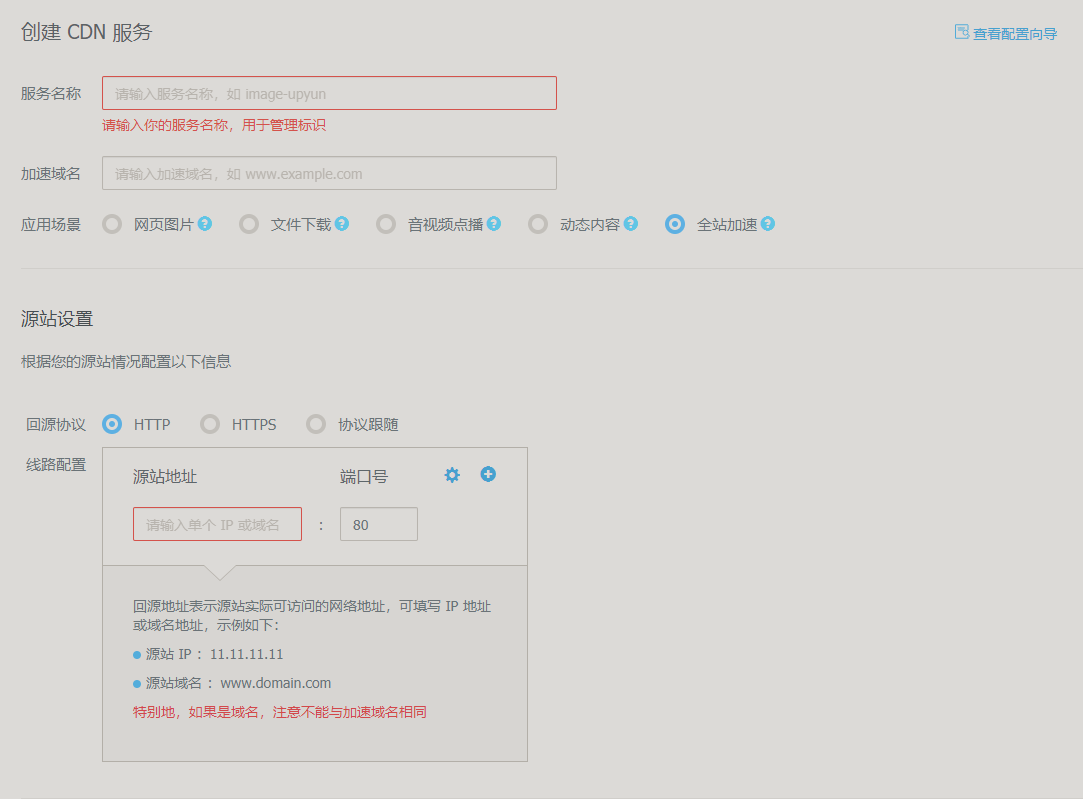 创建 CDN 服务
查看配置向导
服务名称
请输入服务名称，如 image-upyun
请输入你的服务名称，用于管理标识
加速域名
请输入加速域名，如 www.example.com
应用场景 网页图片 ? 文件下载 ? 音视频点播 ? 动态内容 ? 全站加速 ?
源站设置
根据您的源站情况配置以下信息
回源协议 HTTP HTTPS 协议跟随
线路配置
源站地址 端口号
请输入单个 IP 或域名 : 80
回源地址表示源站实际可访问的网络地址，可填写 IP 地址
或域名地址，示例如下：
源站 IP ： 11.11.11.11
源站域名 ： www.domain.com
特别地，如果是域名，注意不能与加速域名相同